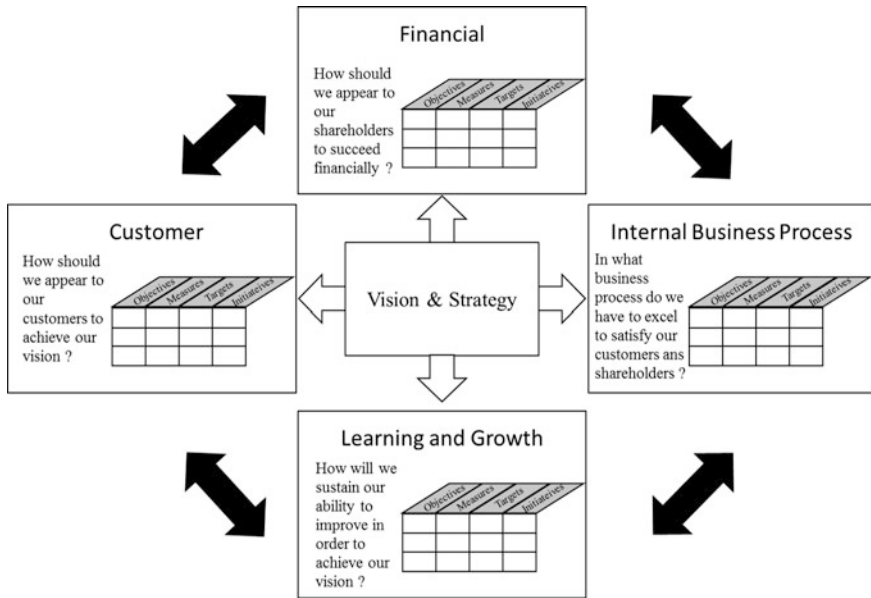 Financial
How should
we appear to
our
shareholders
to succeed
financially ?
Objectives
Measures
Targets
Initiateives
Customer
How should
we appear to
our
customers to
achieve our
vision ?
Objectives
Measures
Targets
Initiateives
Vision & Strategy
Internal Business Process
In what
business
process do we
have to excel
to satisfy our
customers ans
shareholders ?
Objectives
Measures
Targets
Initiateives
Learning and Growth
How will we
sustain our
ability to
improve in
order to
achieve our
vision ?
Objectives
Measures
Targets
Initiateives